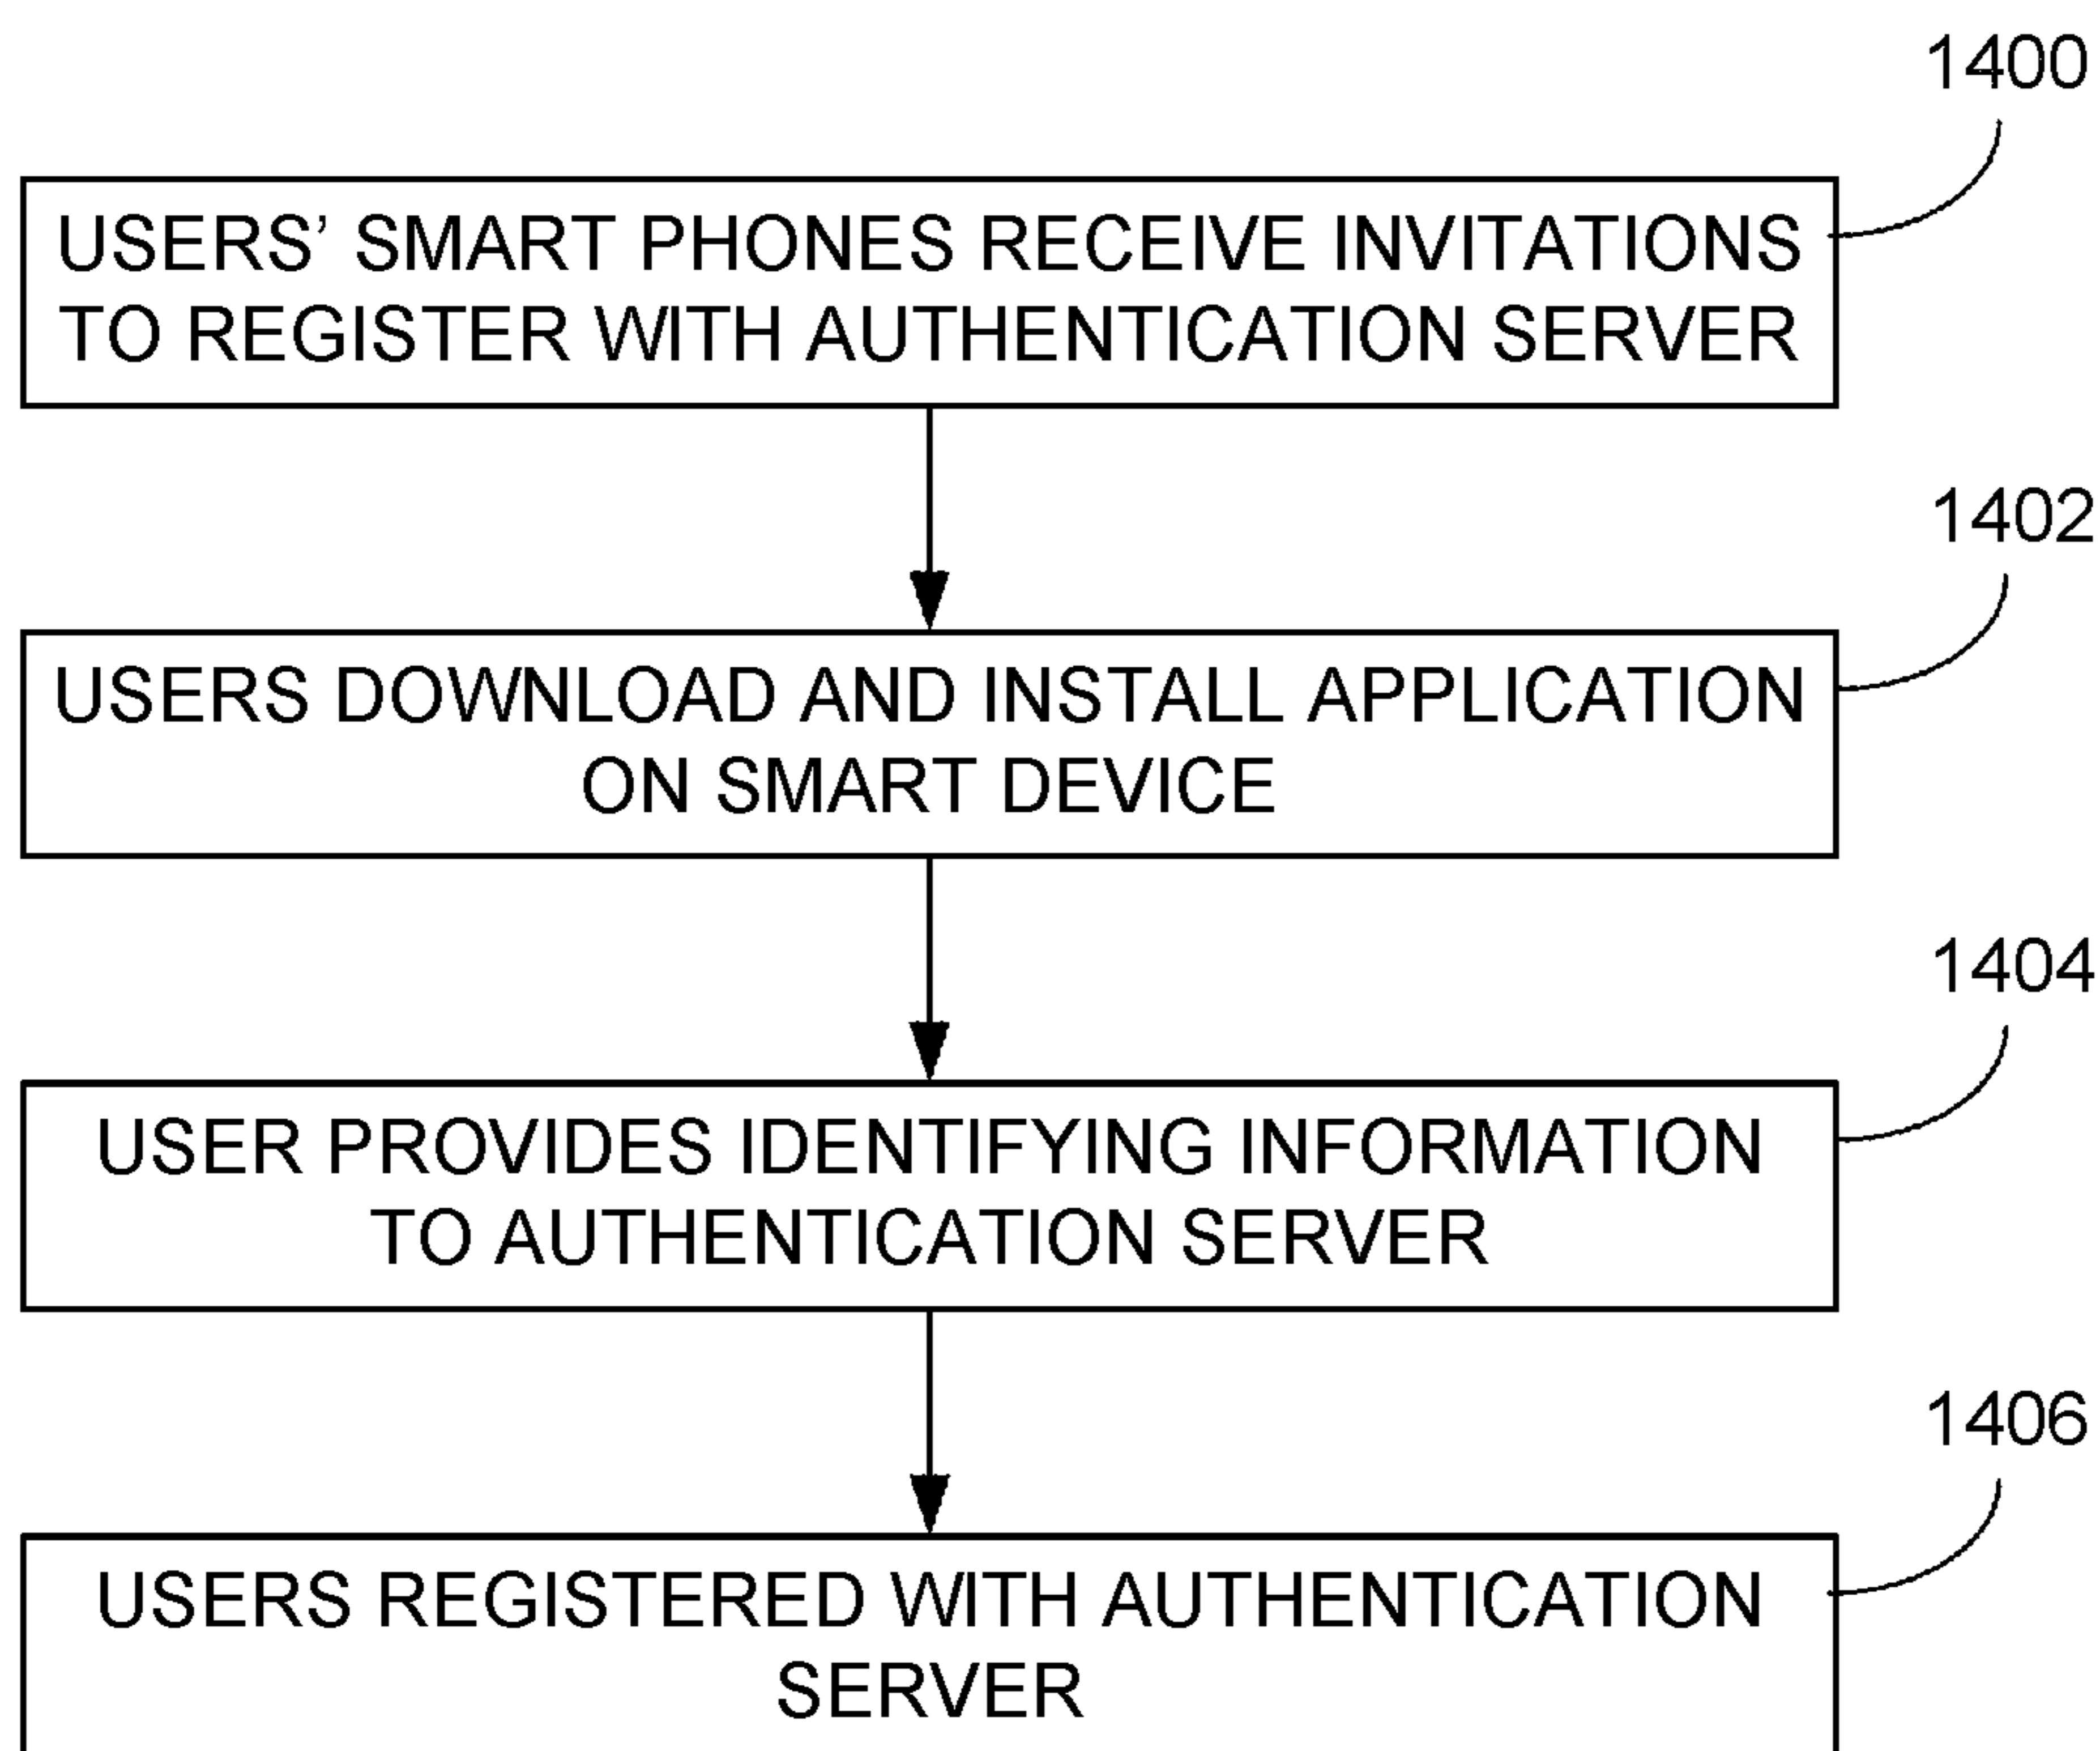 1400
USERS’ SMART PHONES RECEIVE INVITATIONS
TO REGISTER WITH AUTHENTICATION SERVER
1402
USERS DOWNLOAD AND INSTALL APPLICATION
ON SMART DEVICE
1404
USER PROVIDES IDENTIFYING INFORMATION
TO AUTHENTICATION SERVER
1406
USERS REGISTERED WITH AUTHENTICATION
SERVER